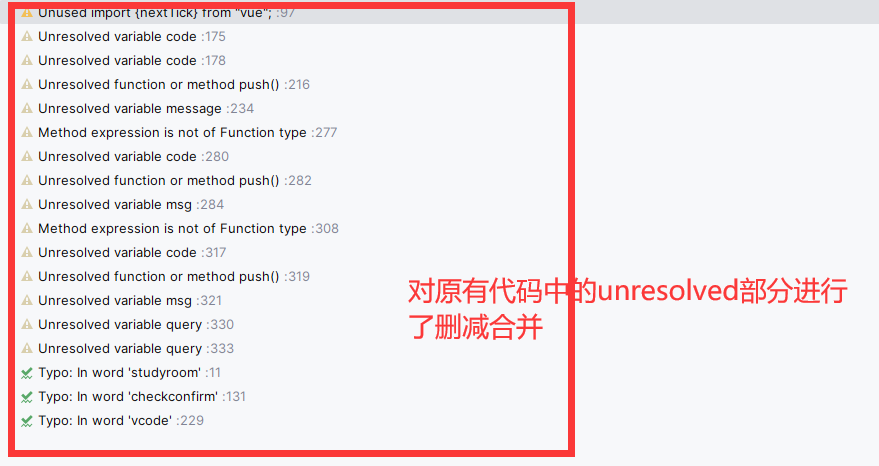 Unused import {nextTick} from "vue"; :97
Unresolved variable code :175
Unresolved variable code :178
Unresolved function or method push() :216
Unresolved variable message :234
Method expression is not of Function type :277
Unresolved variable code :280
Unresolved function or method push() :282
Unresolved variable msg :284
Method expression is not of Function type :308
Unresolved variable code :317
Unresolved function or method push() :319
Unresolved variable msg :321
Unresolved variable query :330
Unresolved variable query :333
Typo: In word 'studyroom' :11
Typo: In word 'checkconfirm' :131
Typo: In word 'vcode' :229
对原有代码中的unresolved部分进行
了删减合并